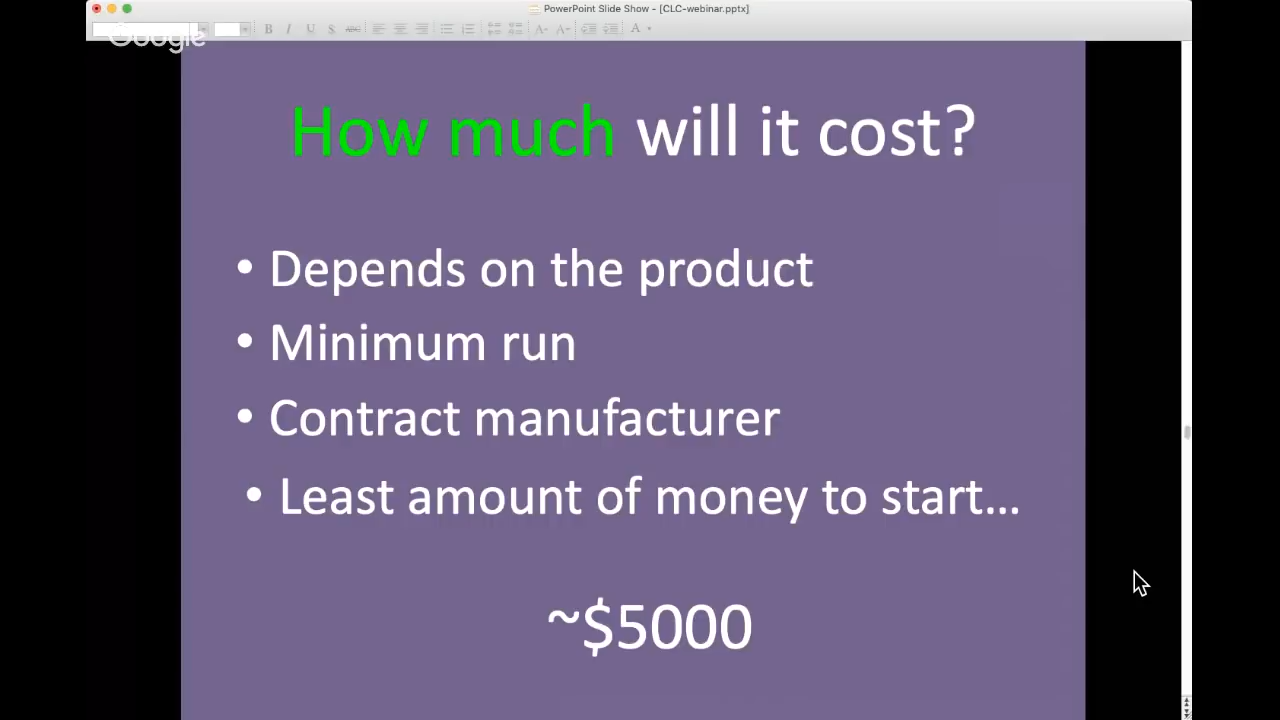 PowerPoint Slide Show - [CLC-webinar.pptx]
B I U S ABC A A A
Google
How much will it cost?
• Depends on the product
• Minimum run
• Contract manufacturer
• Least amount of money to start...
~$5000